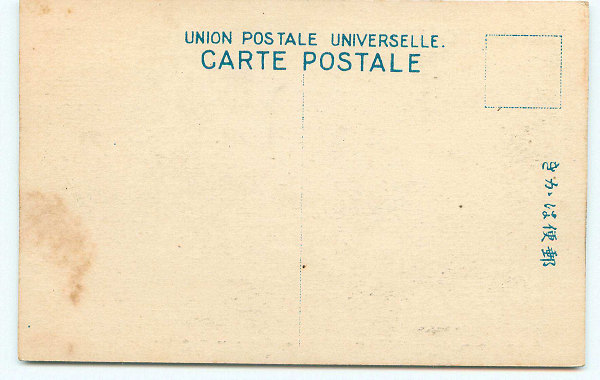 UNION POSTALE UNIVERSELLE.
CARTE POSTALE
郵便はかき